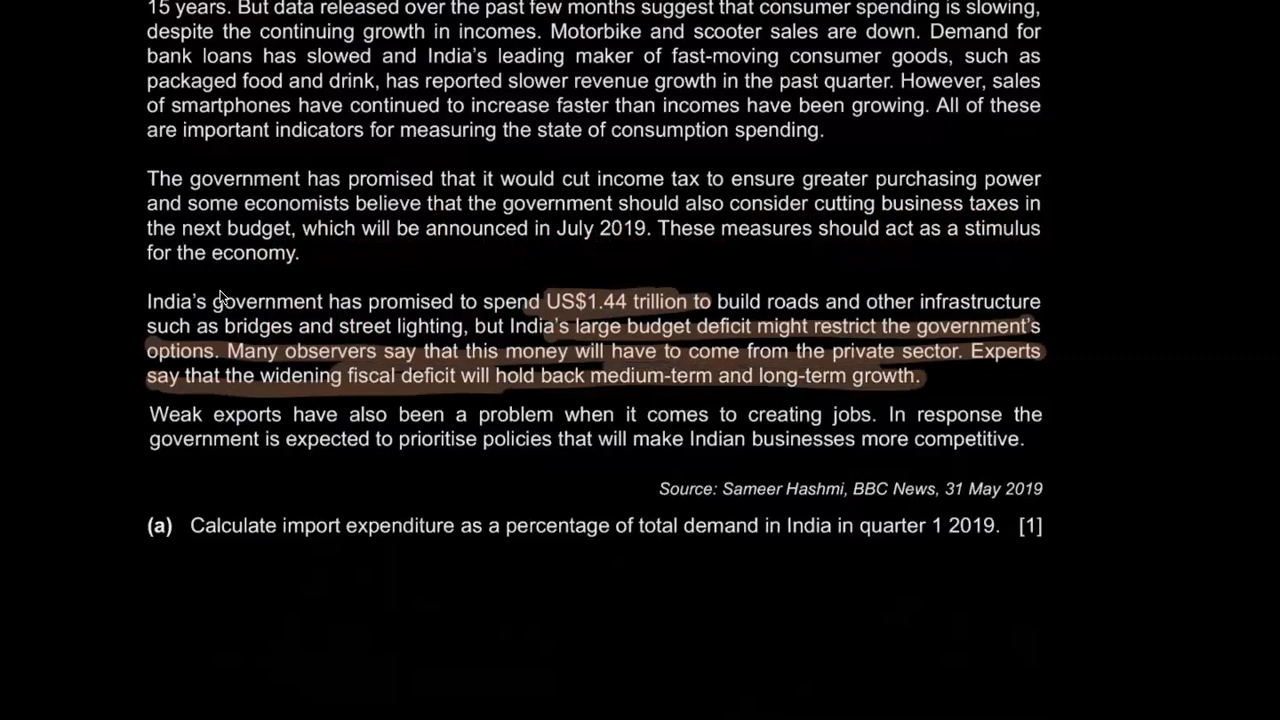 15 years. But data released over the past few months suggest that consumer spending is slowing,
despite the continuing growth in incomes. Motorbike and scooter sales are down. Demand for
bank loans has slowed and India's leading maker of fast-moving consumer goods, such as
packaged food and drink, has reported slower revenue growth in the past quarter. However, sales
of smartphones have continued to increase faster than incomes have been growing. All of these
are important indicators for measuring the state of consumption spending.
The government has promised that it would cut income tax to ensure greater purchasing power
and some economists believe that the government should also consider cutting business taxes in
the next budget, which will be announced in July 2019. These measures should act as a stimulus
for the economy.
India's government has promised to spend US$1.44 trillion to build roads and other infrastructure
such as bridges and street lighting, but India's large budget deficit might restrict the government's
options. Many observers say that this money will have to come from the private sector. Experts
say that the widening fiscal deficit will hold back medium-term and long-term growth.
Weak exports have also been a problem when it comes to creating jobs. In response the
government is expected to prioritise policies that will make Indian businesses more competitive.
Source: Sameer Hashmi, BBC News, 31 May 2019
(a) Calculate import expenditure as a percentage of total demand in India in quarter 1 2019. [1]